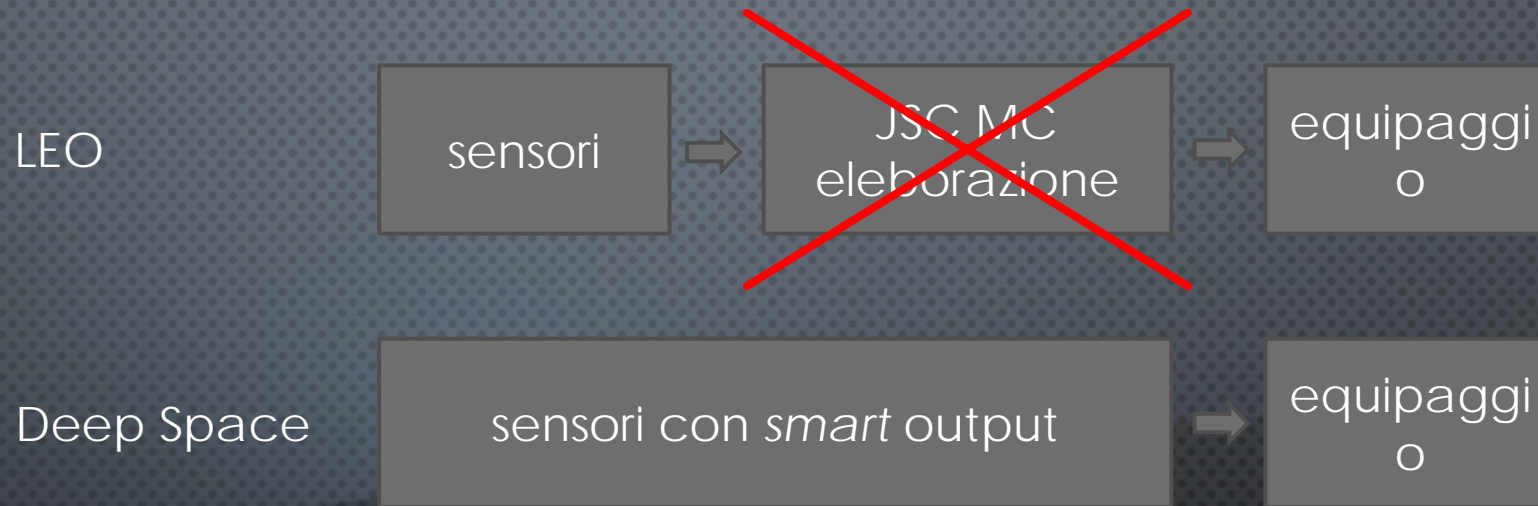 LEO
sensori
JSC MC
eleborazione
equipaggi
o
Deep Space
sensori con smart output
equipaggi
o